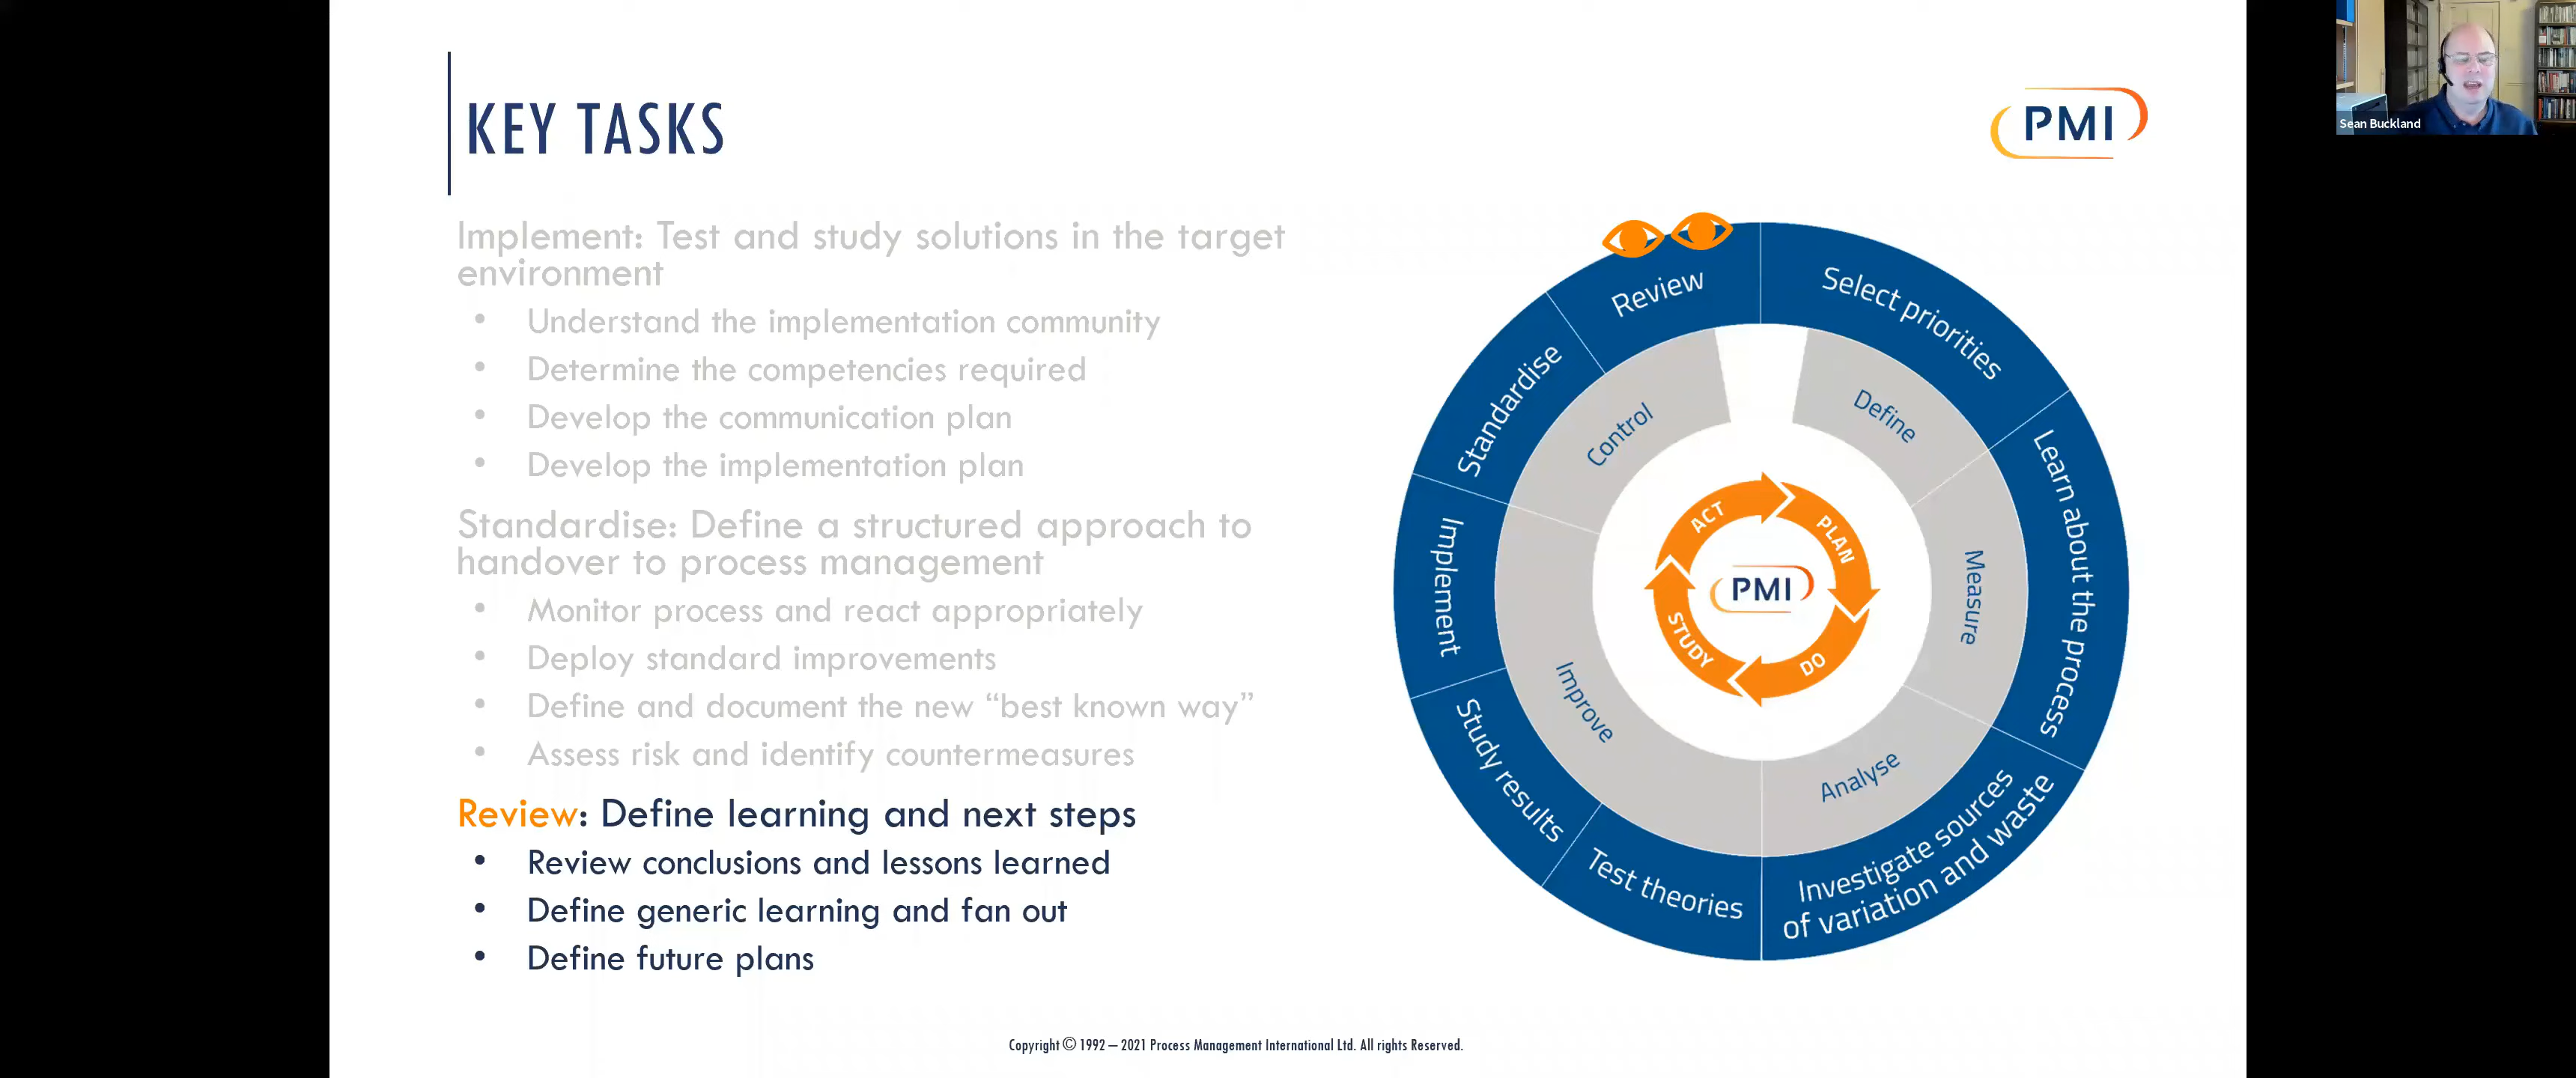 KEY TASKS
PMI
Sean Buckland
Implement: Test and study solutions in the target
environment
• Understand the implementation community
• Determine the competencies required
• Develop the communication plan
• Develop the implementation plan
Standardise: Define a structured approach to
handover to process management
• Monitor process and react appropriately
• Deploy standard improvements
• Define and document the new “best known way”
• Assess risk and identify countermeasures
Review: Define learning and next steps
• Review conclusions and lessons learned
• Define generic learning and fan out
• Define future plans
Select priorities
Learn about the process
Investigate sources
of variation and waste
Test theories
Study results
Implement
Standardise
Review
Define
Measure
Analyse
Improve
Control
PLAN
DO
STUDY
ACT
PMI
Copyright © 1992 – 2021 Process Management International Ltd. All rights Reserved.